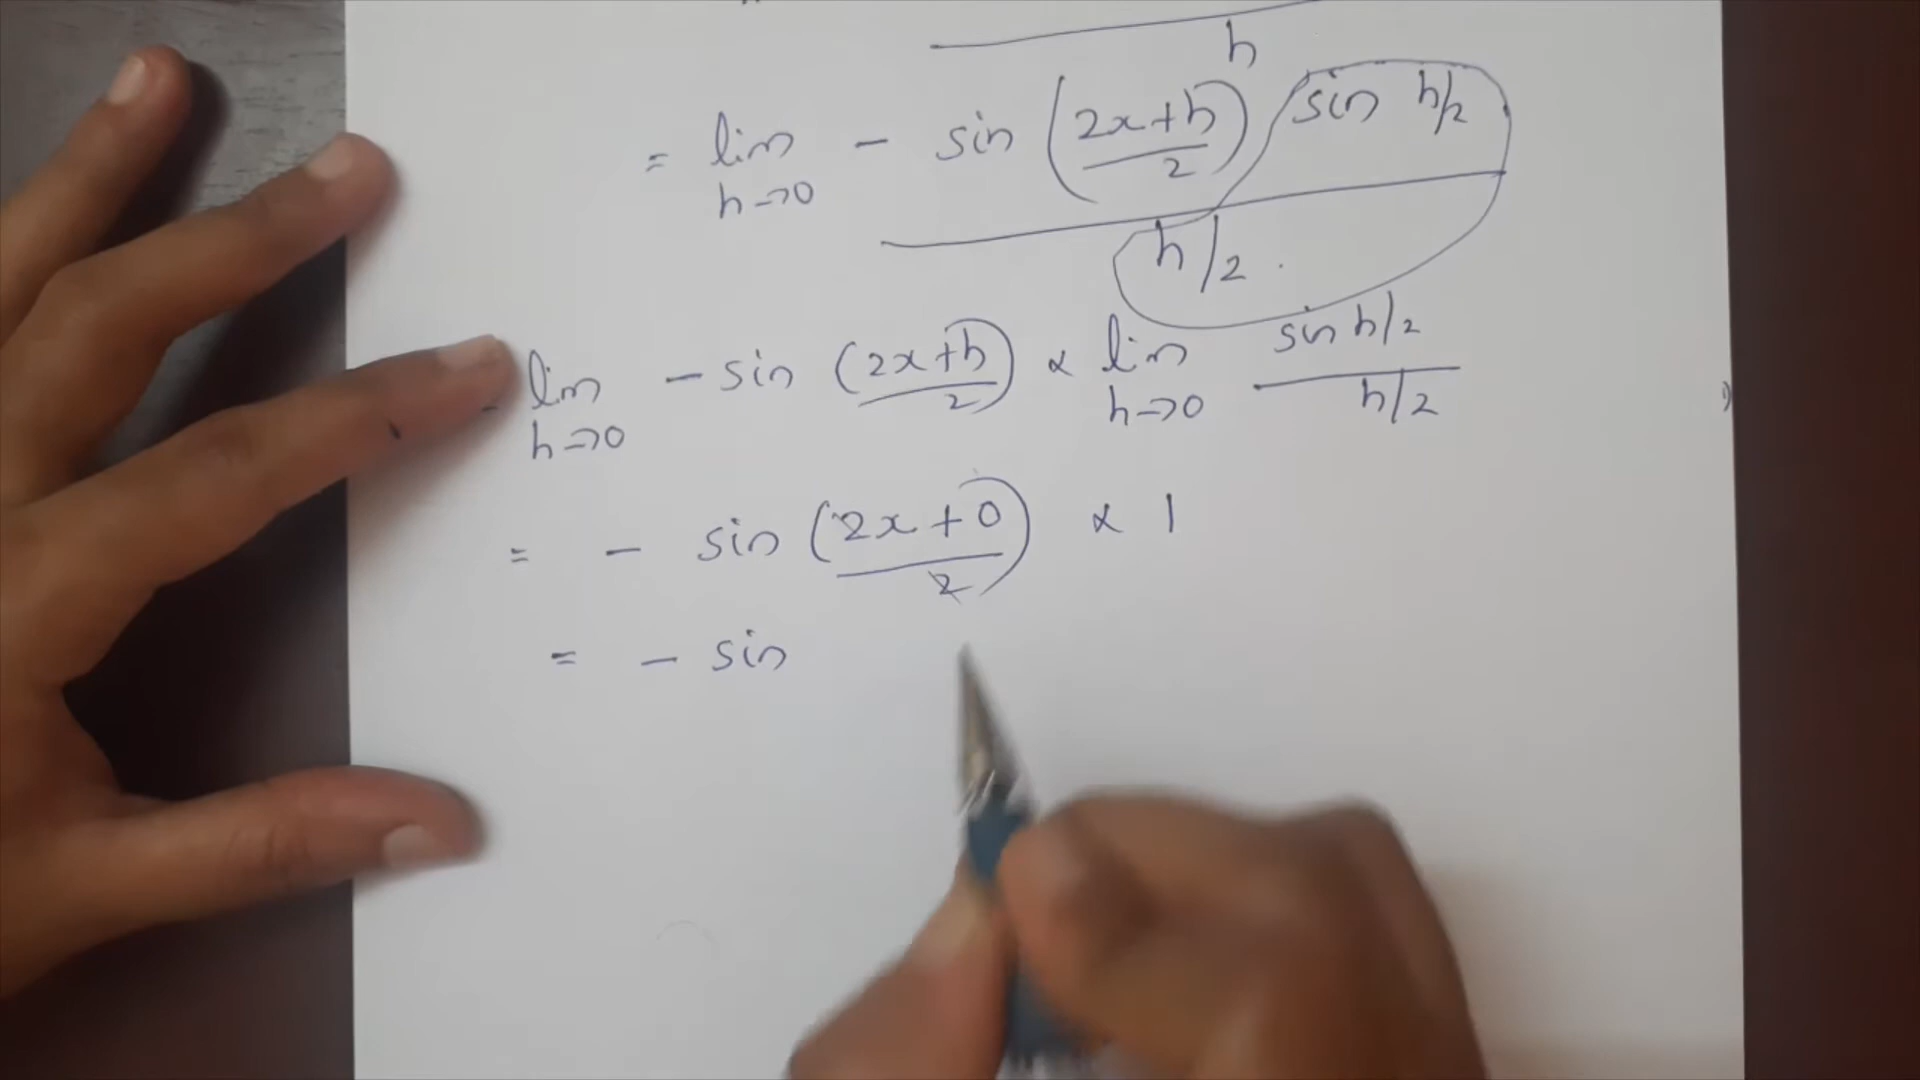 h
= lim - sin (2x+h/2) sin h/2
h→0
h/2 .
= lim - sin (2x+h/2) × lim sin h/2 / h/2
h→0 h→0
= - sin (2x+0/2) × 1
= - sin